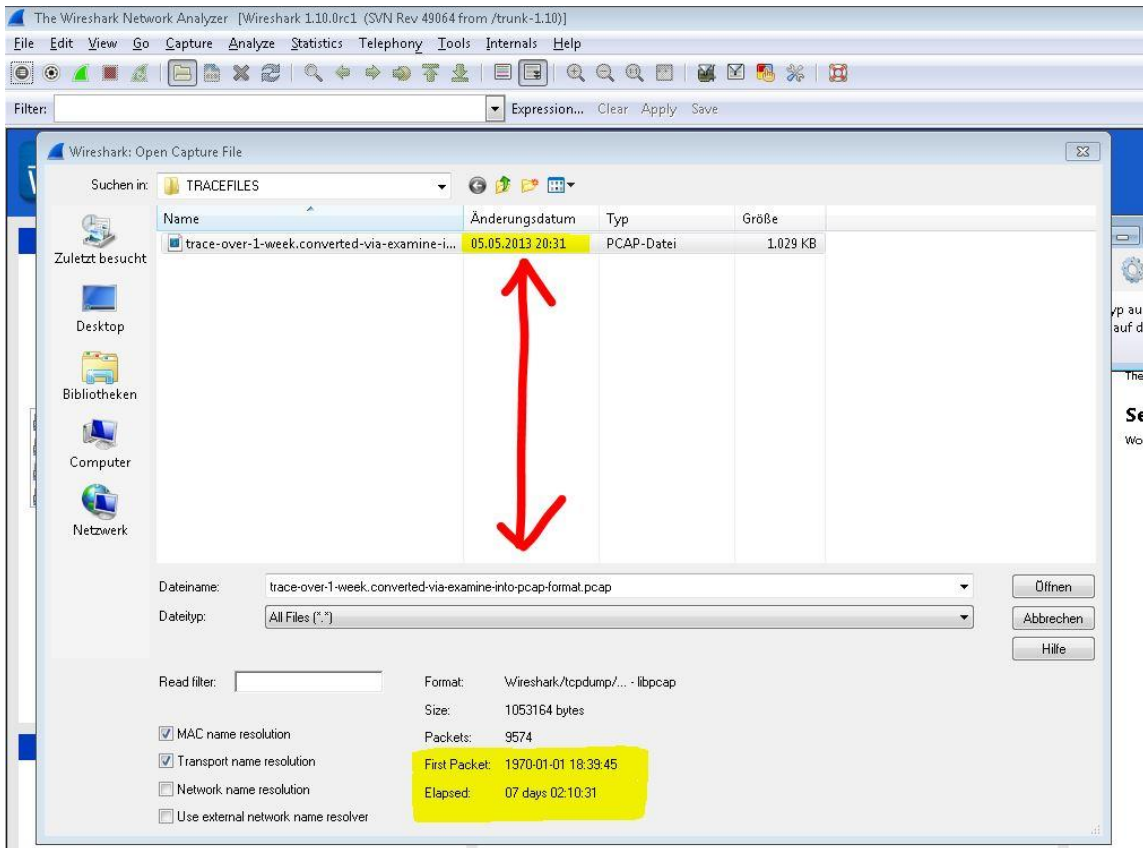 The Wireshark Network Analyzer [Wireshark 1.10.0rc1 (SVN Rev 49064 from /trunk-1.10)]
File Edit View Go Capture Analyze Statistics Telephony Tools Internals Help
Filter: Expression... Clear Apply Save
Wireshark: Open Capture File
Suchen in: TRACEFILES
Name Änderungsdatum Typ Größe
trace-over-1-week.converted-via-examine-i... 05.05.2013 20:31 PCAP-Datei 1.029 KB
Zuletzt besucht
Desktop
Bibliotheken
Computer
Netzwerk
yp au
auf d
The
Se
Wo
Dateiname: trace-over-1-week.converted-via-examine-into-pcap-format.pcap Öffnen
Dateityp: All Files (*.*) Abbrechen
Hilfe
Read filter: Format: Wireshark/tcpdump/... - libpcap
Size: 1053164 bytes
MAC name resolution Packets: 9574
Transport name resolution First Packet: 1970-01-01 18:39:45
Network name resolution Elapsed: 07 days 02:10:31
Use external network name resolver